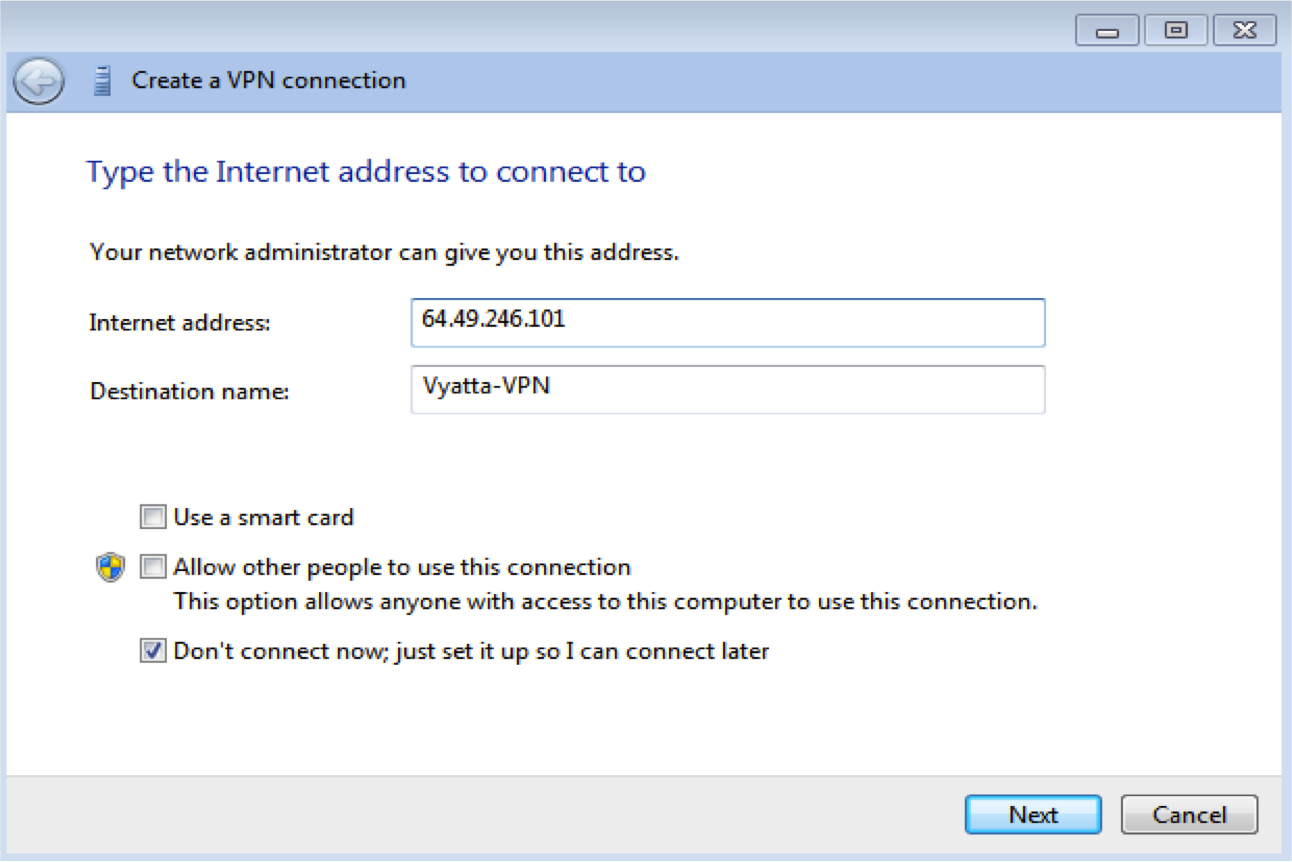 Create a VPN connection
Type the Internet address to connect to
Your network administrator can give you this address.
Internet address: 64.49.246.101
Destination name: Vyatta-VPN
Use a smart card
Allow other people to use this connection
This option allows anyone with access to this computer to use this connection.
Don't connect now; just set it up so I can connect later
Next Cancel